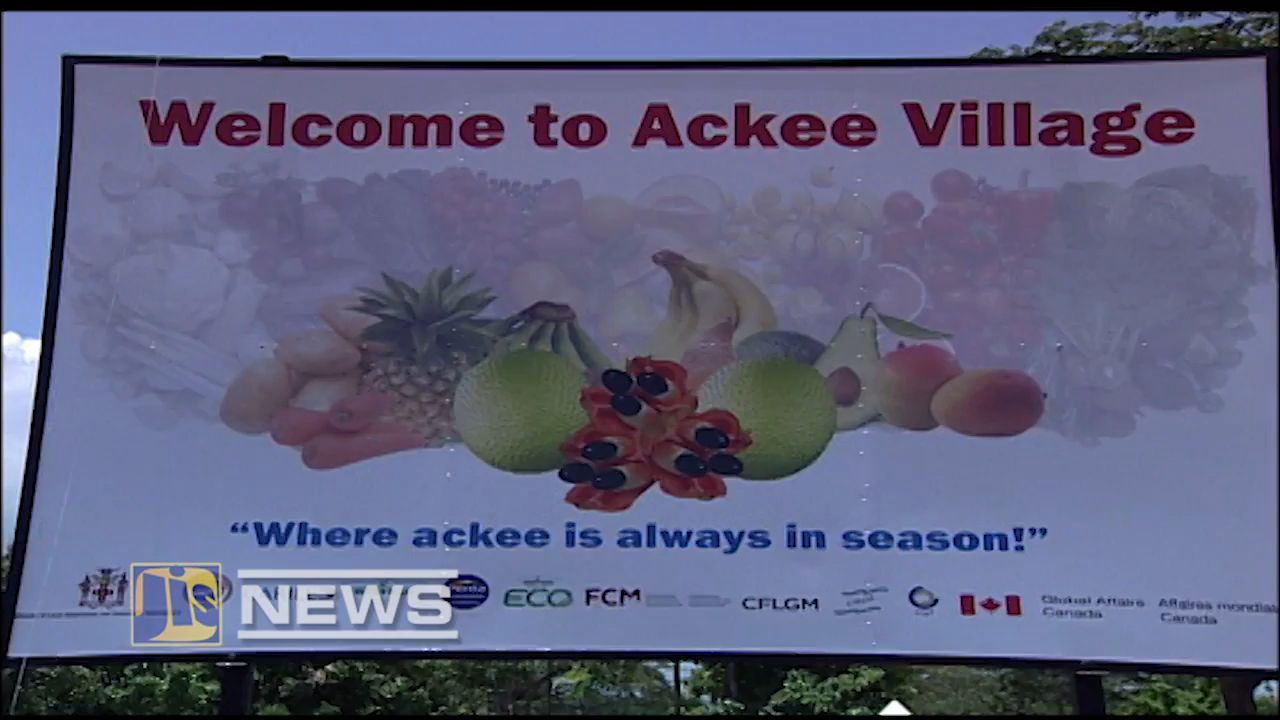 Welcome to Ackee Village
“Where ackee is always in season!”
JIS NEWS
ECO FCM CFLGM Global Affairs Affaires mondiales
Canada Canada